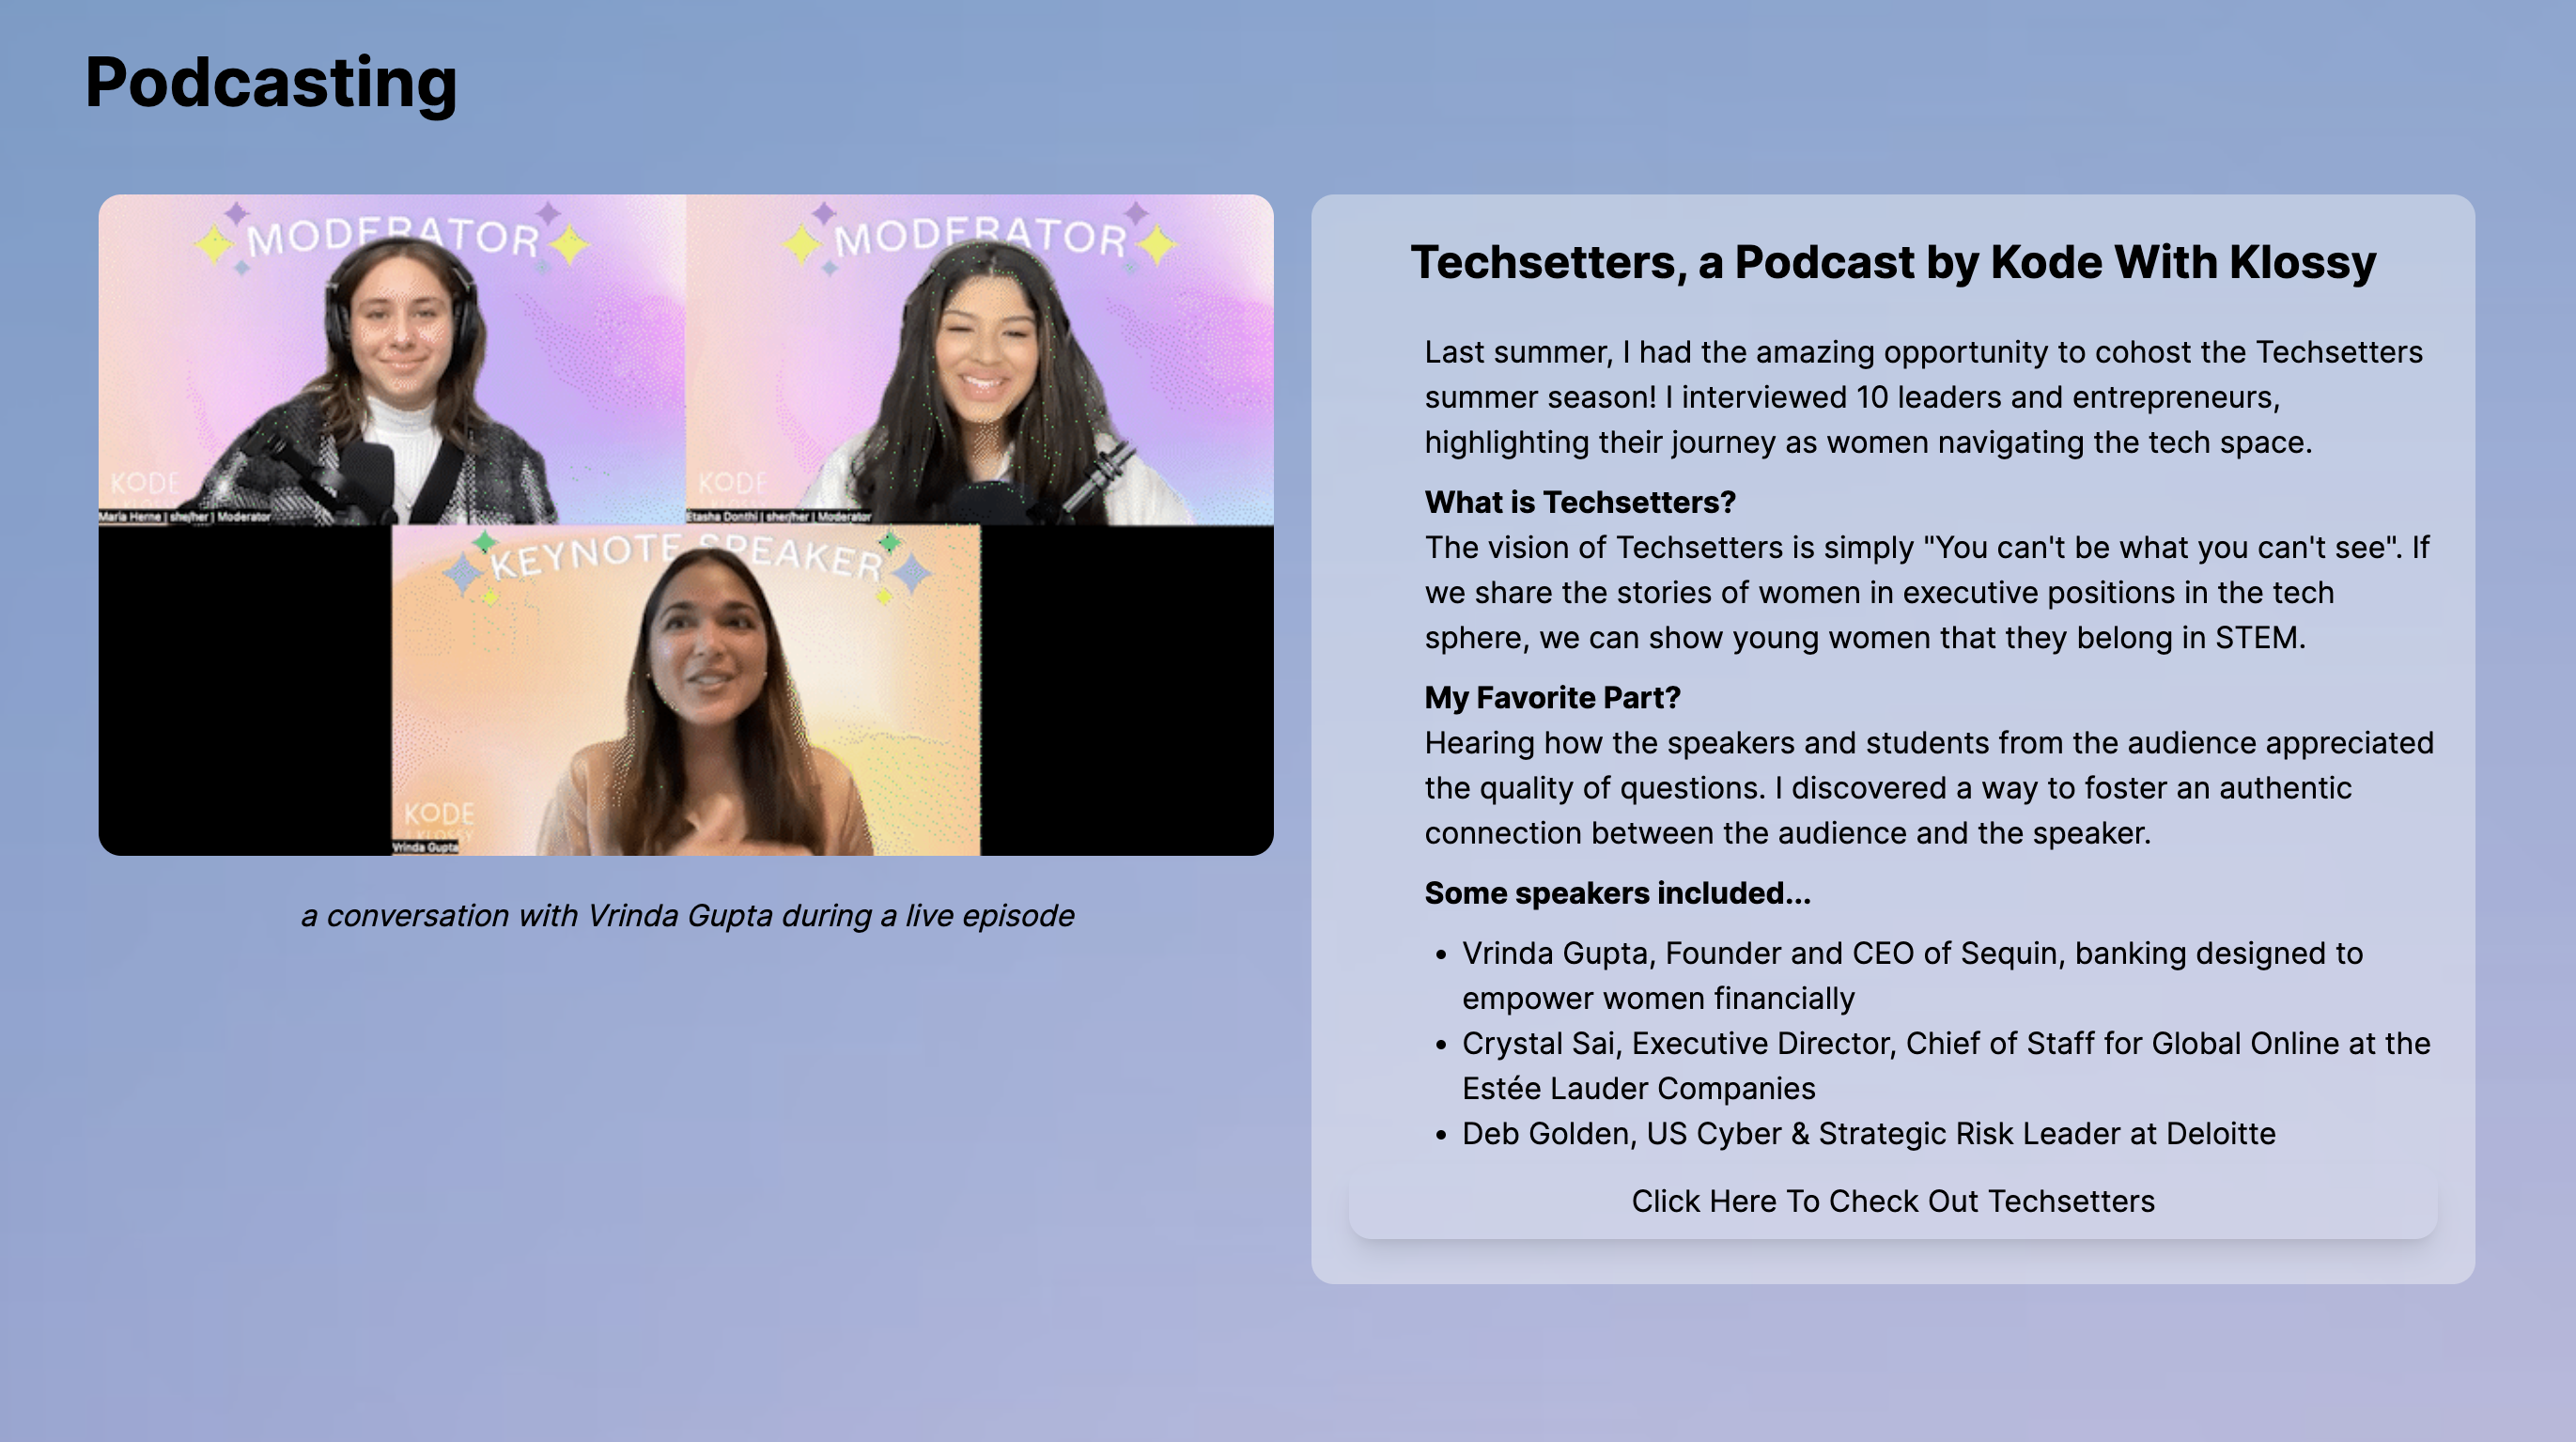 Podcasting
MODERATOR
MODERATOR
KODE
KODE
Maria Herne | she/her | Moderator
Etasha Donthi | she/her | Moderator
KEYNOTE SPEAKER
KODE
KLOSSY
Vrinda Gupta
a conversation with Vrinda Gupta during a live episode
Techsetters, a Podcast by Kode With Klossy
Last summer, I had the amazing opportunity to cohost the Techsetters
summer season! I interviewed 10 leaders and entrepreneurs,
highlighting their journey as women navigating the tech space.
What is Techsetters?
The vision of Techsetters is simply "You can't be what you can't see". If
we share the stories of women in executive positions in the tech
sphere, we can show young women that they belong in STEM.
My Favorite Part?
Hearing how the speakers and students from the audience appreciated
the quality of questions. I discovered a way to foster an authentic
connection between the audience and the speaker.
Some speakers included...
• Vrinda Gupta, Founder and CEO of Sequin, banking designed to
empower women financially
• Crystal Sai, Executive Director, Chief of Staff for Global Online at the
Estée Lauder Companies
• Deb Golden, US Cyber & Strategic Risk Leader at Deloitte
Click Here To Check Out Techsetters